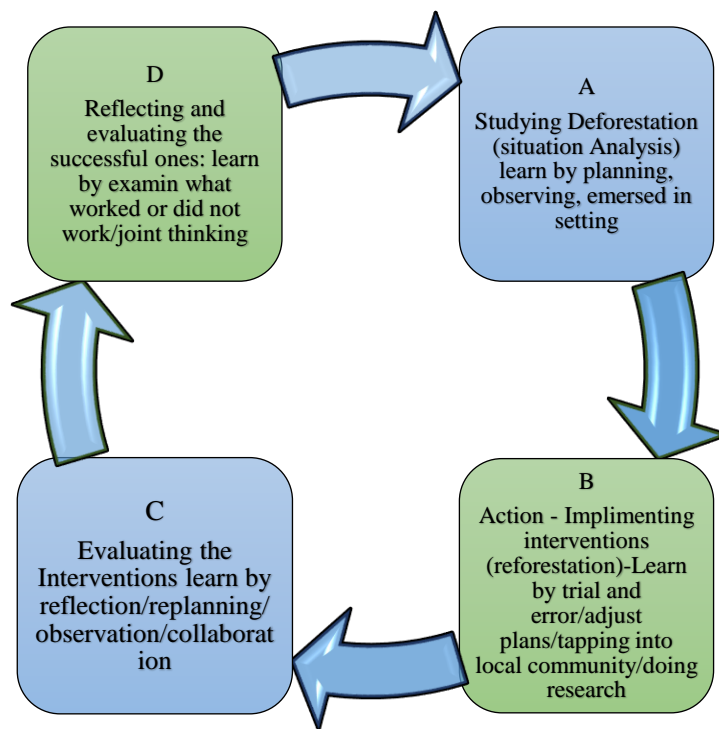 A
Studying Deforestation
(situation Analysis)
learn by planning,
observing, emersed in
setting
B
Action - Implimenting
interventions
(reforestation)-Learn
by trial and
error/adjust
plans/tapping into
local community/doing
research
C
Evaluating the
Interventions learn by
reflection/replanning/
observation/collaborat
ion
D
Reflecting and
evaluating the
successful ones: learn
by examin what
worked or did not
work/joint thinking